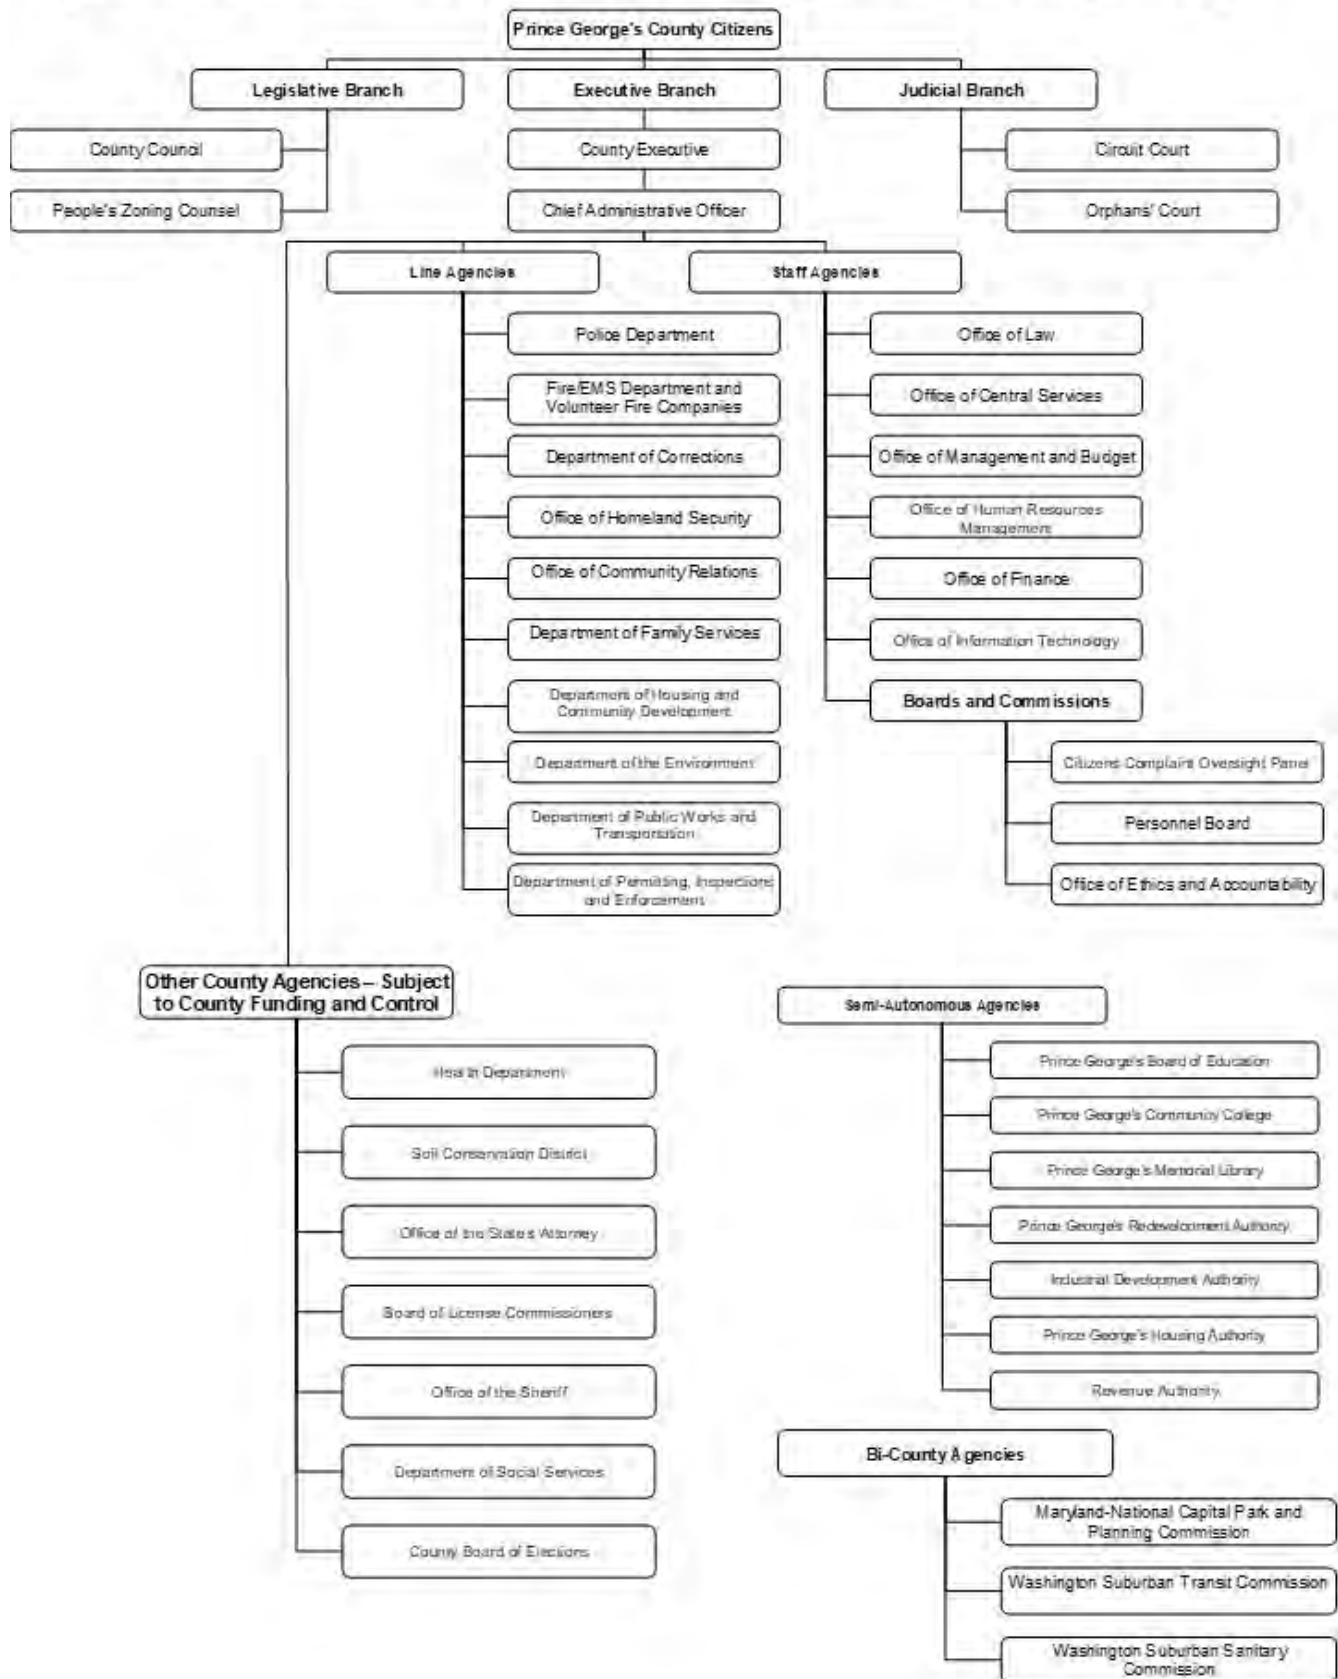 Prince George's County Citizens
Legislative Branch
Executive Branch
Judicial Branch
County Council
County Executive
Circuit Court
People's Zoning Counsel
Chief Administrative Officer
Orphans' Court
Line Agencies
Staff Agencies
Police Department
Office of Law
Fire/EMS Department and
Volunteer Fire Companies
Office of Central Services
Department of Corrections
Office of Management and Budget
Office of Homeland Security
Office of Human Resources
Management
Office of Community Relations
Office of Finance
Department of Family Services
Office of Information Technology
Department of Housing and
Community Development
Boards and Commissions
Department of the Environment
Citizens Complaint Oversight Panel
Department of Public Works and
Transportation
Personnel Board
Department of Permitting, Inspections
and Enforcement
Office of Ethics and Accountability
Other County Agencies – Subject
to County Funding and Control
Health Department
Soil Conservation District
Office of the State's Attorney
Board of License Commissioners
Office of the Sheriff
Department of Social Services
County Board of Elections
Semi-Autonomous Agencies
Prince George's Board of Education
Prince George's Community College
Prince George's Memorial Library
Prince George's Redevelopment Authority
Industrial Development Authority
Prince George's Housing Authority
Revenue Authority
Bi-County Agencies
Maryland-National Capital Park and
Planning Commission
Washington Suburban Transit Commission
Washington Suburban Sanitary
Commission